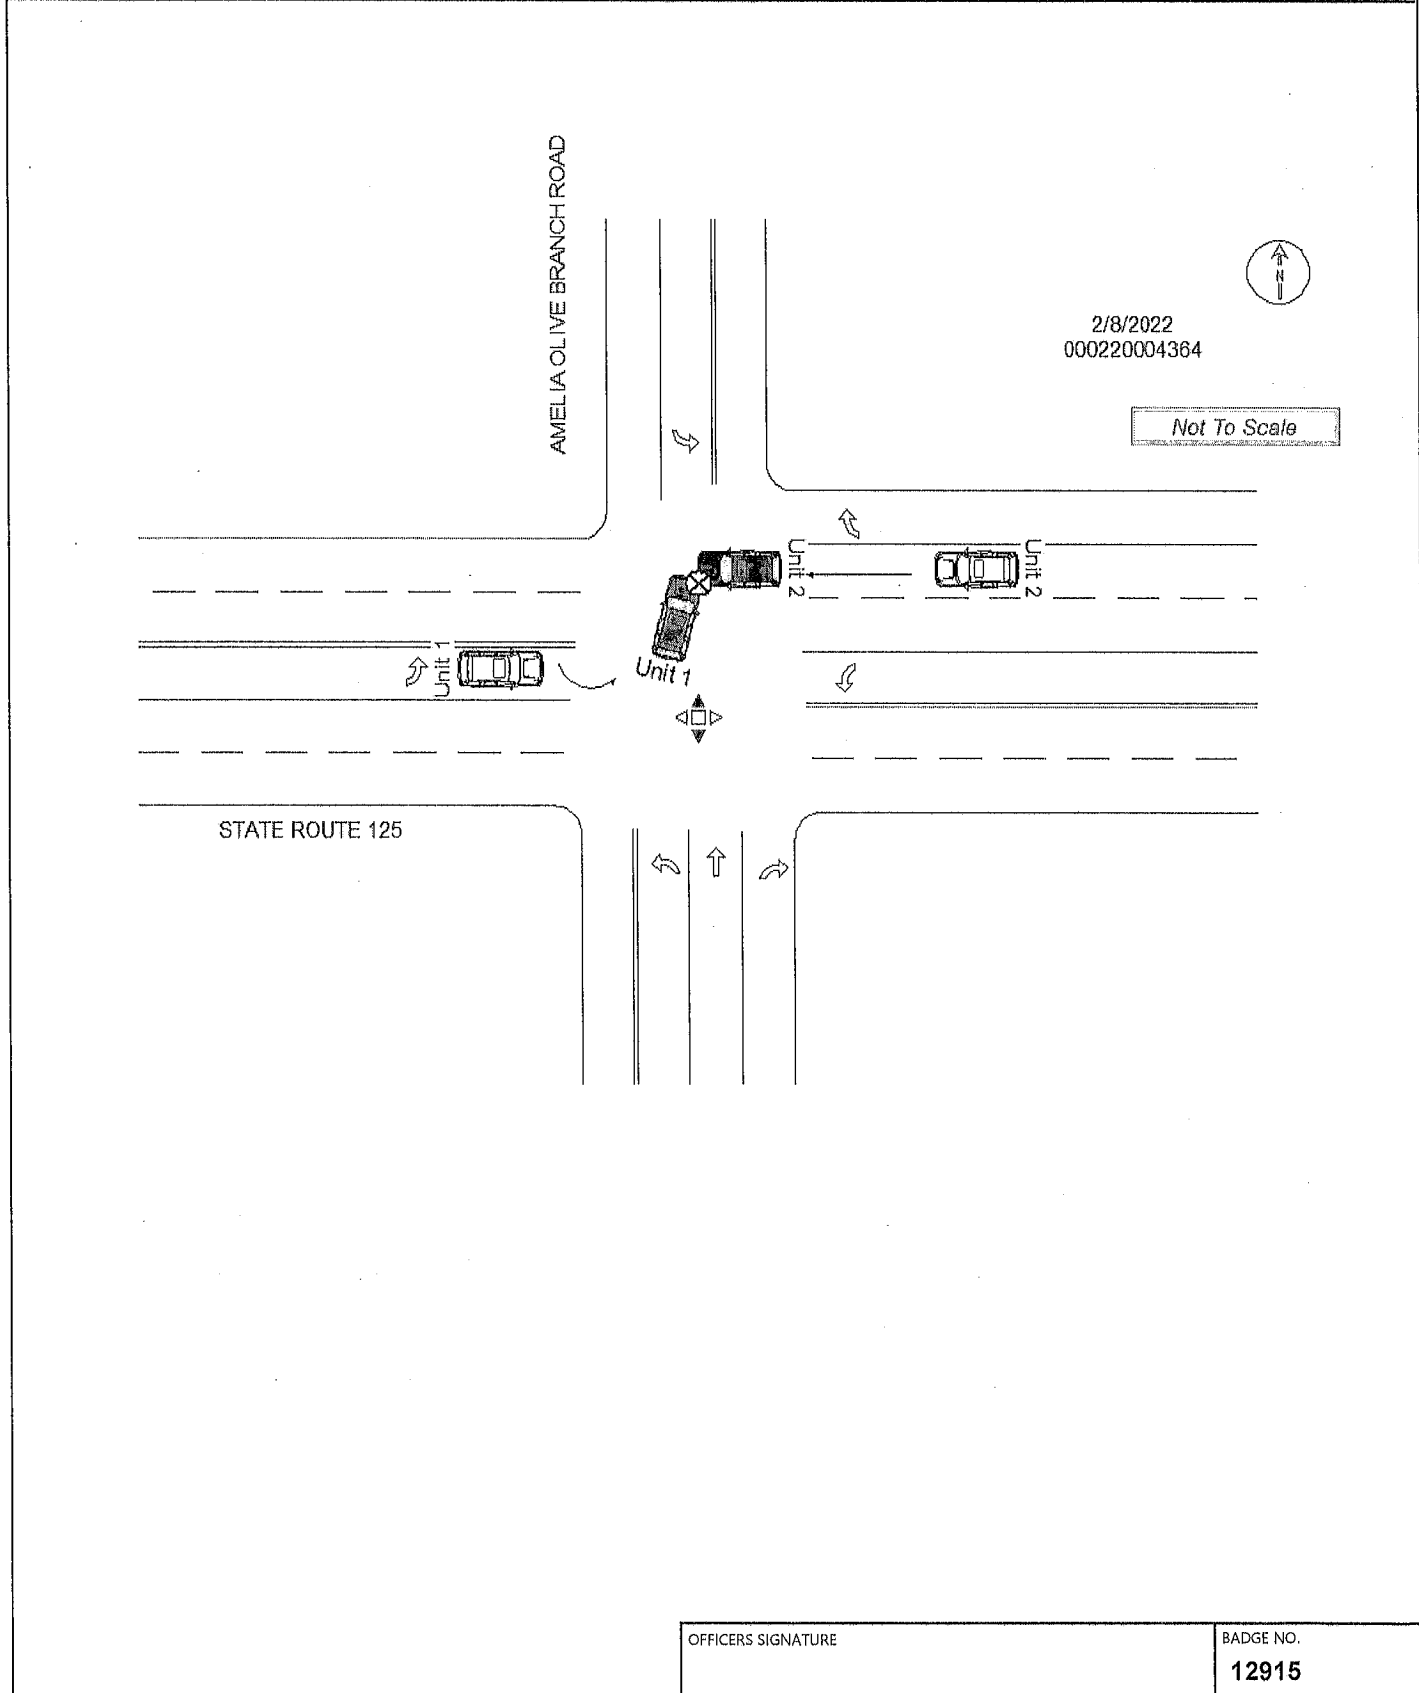 AMELIA OLIVE BRANCH ROAD
N
2/8/2022
000220004364
Not To Scale
Unit 2
Unit 2
Unit 1
Unit 1
STATE ROUTE 125
OFFICERS SIGNATURE
BADGE NO.
12915